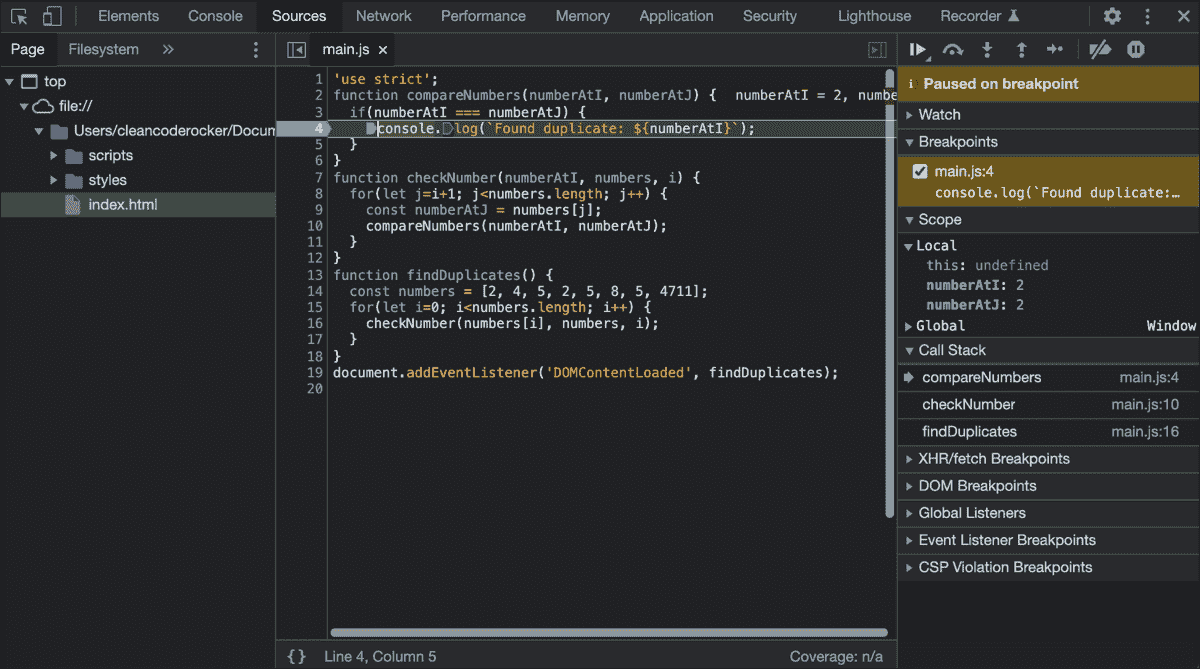 Elements Console Sources Network Performance Memory Application Security Lighthouse Recorder
Page Filesystem
main.js
top
file://
Users/cleancoderocker/Docum
scripts
styles
index.html
1 'use strict';
2 function compareNumbers(numberAtI, numberAtJ) { numberAtI = 2, numbe
3 if(numberAtI === numberAtJ) {
4 console.log(`Found duplicate: ${numberAtI}`);
5 }
6 }
7 function checkNumber(numberAtI, numbers, i) {
8 for(let j=i+1; j<numbers.length; j++) {
9 const numberAtJ = numbers[j];
10 compareNumbers(numberAtI, numberAtJ);
11 }
12 }
13 function findDuplicates() {
14 const numbers = [2, 4, 5, 2, 5, 8, 5, 4711];
15 for(let i=0; i<numbers.length; i++) {
16 checkNumber(numbers[i], numbers, i);
17 }
18 }
19 document.addEventListener('DOMContentLoaded', findDuplicates);
20
{} Line 4, Column 5
Coverage: n/a
Paused on breakpoint
Watch
Breakpoints
main.js:4
console.log(`Found duplicate:…
Scope
Local
this: undefined
numberAtI: 2
numberAtJ: 2
Global Window
Call Stack
compareNumbers main.js:4
checkNumber main.js:10
findDuplicates main.js:16
XHR/fetch Breakpoints
DOM Breakpoints
Global Listeners
Event Listener Breakpoints
CSP Violation Breakpoints